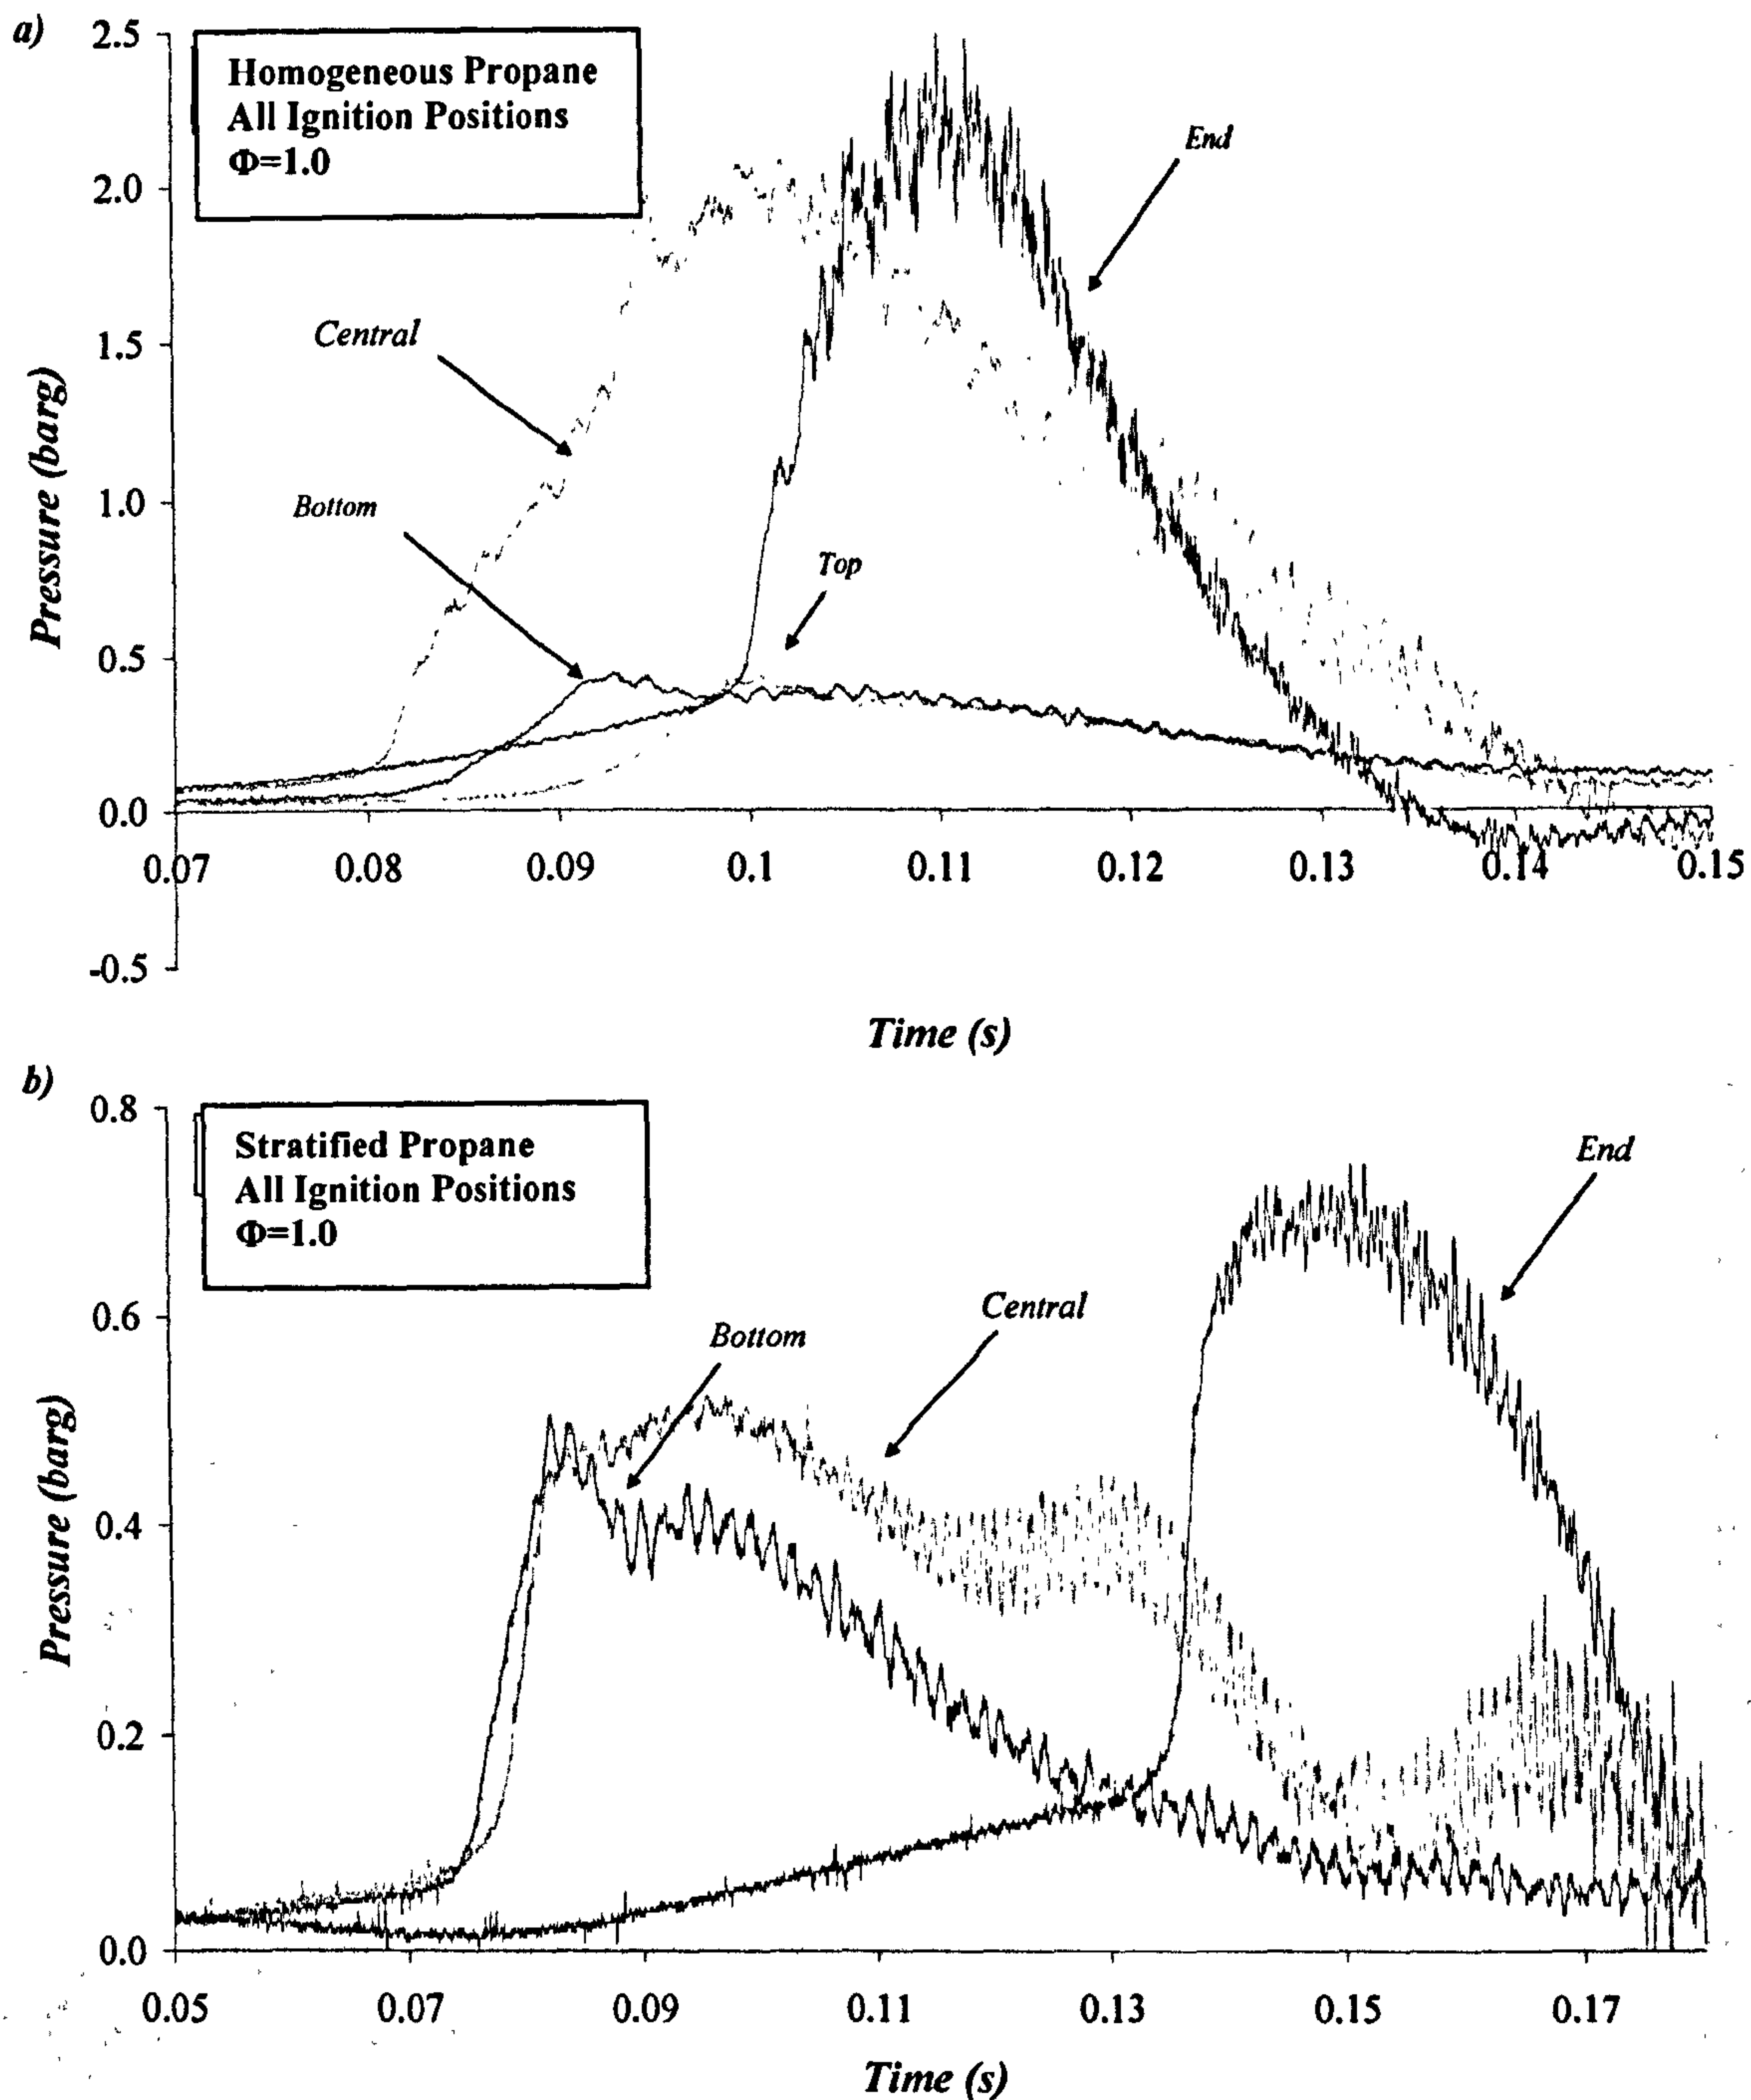 a)
2.5
Homogeneous Propane
All Ignition Positions
Φ=1.0
End
2.0
Central
1.5
Pressure (barg)
Bottom
1.0
Top
0.5
0.0
0.07 0.08 0.09 0.1 0.11 0.12 0.13 0.14 0.15
-0.5
Time (s)
b)
0.8
Stratified Propane
All Ignition Positions
Φ=1.0
End
Central
0.6
Bottom
Pressure (barg)
0.4
0.2
0.0
0.05 0.07 0.09 0.11 0.13 0.15 0.17
Time (s)